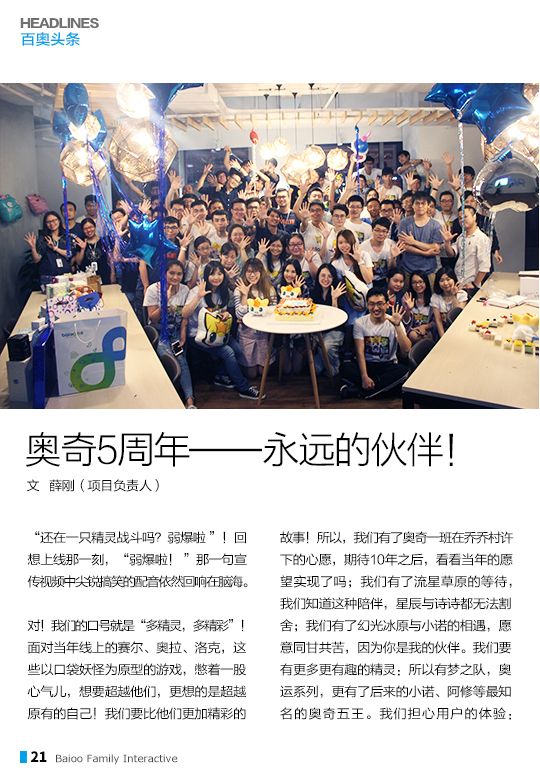 HEADLINES
百奥头条
奥奇5周年——永远的伙伴！
文 薛刚（项目负责人）
“还在一只精灵战斗吗？弱爆啦 ”！回
想上线那一刻，“弱爆啦！ ”那一句宣
传视频中尖锐搞笑的配音依然回响在脑海。
对！我们的口号就是“多精灵，多精彩”！
面对当年线上的赛尔、奥拉、洛克，这
些以口袋妖怪为原型的游戏，憋着一股
心气儿，想要超越他们，更想的是超越
原有的自己！我们要比他们更加精彩的
故事！所以，我们有了奥奇一班在乔乔村许
下的心愿，期待10年之后，看看当年的愿
望实现了吗；我们有了流星草原的等待，
我们知道这种陪伴，星辰与诗诗都无法割
舍；我们有了幻光冰原与小诺的相遇，愿
意同甘共苦，因为你是我的伙伴。我们要
有更多更有趣的精灵；所以有梦之队，奥
运系列，更有了后来的小诺、阿修等最知
名的奥奇五王。我们担心用户的体验；
21 Baioo Family Interactive